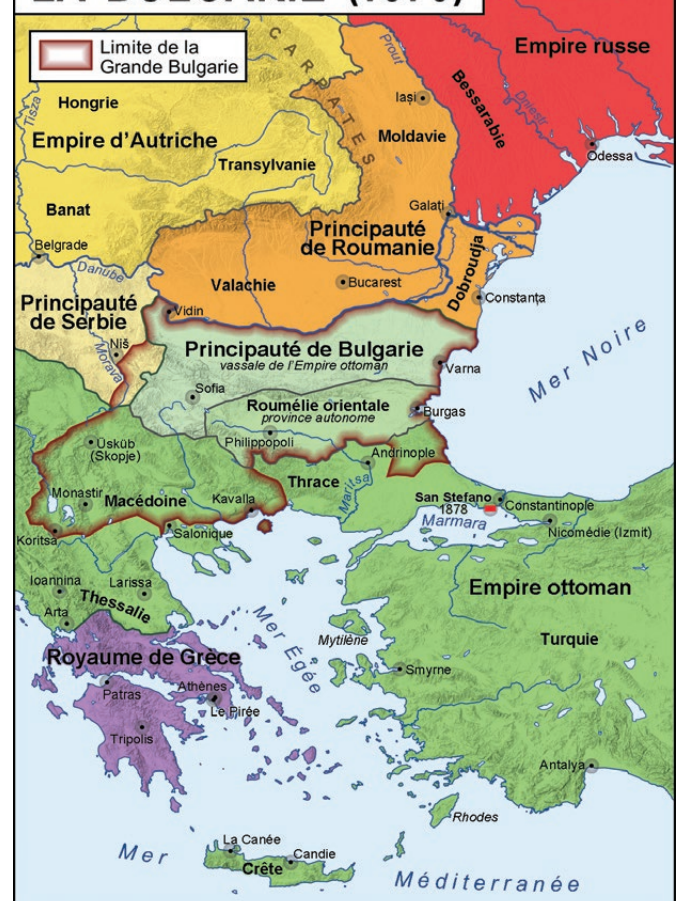 Limite de la
Grande Bulgarie
Empire russe
CARPATES
Prout
Iași
Bessarabie
Dniestr
Tisza
Hongrie
Empire d'Autriche
Moldavie
Odessa
Transylvanie
Banat
Galați
Principauté
de Roumanie
Belgrade
Danube
Valachie
Bucarest
Dobroudja
Constanța
Principauté
de Serbie
Vidin
Niš
Morava
Principauté de Bulgarie
vassale de l'Empire ottoman
Varna
Mer Noire
Sofia
Roumélie orientale
province autonome
Burgas
Philippopoli
Üsküb
(Skopje)
Andrinople
Thrace
Maritsa
Monastir
Macédoine
Kavalla
San Stefano
1878
Constantinople
Marmara
Nicomédie (Izmit)
Koritsa
Salonique
Ioannina
Larissa
Thessalie
Arta
Empire ottoman
Mer Égée
Mytilène
Turquie
Royaume de Grèce
Patras
Athènes
Le Pirée
Smyrne
Tripolis
Antalya
Rhodes
La Canée
Candie
Crête
Mer
Méditerranée